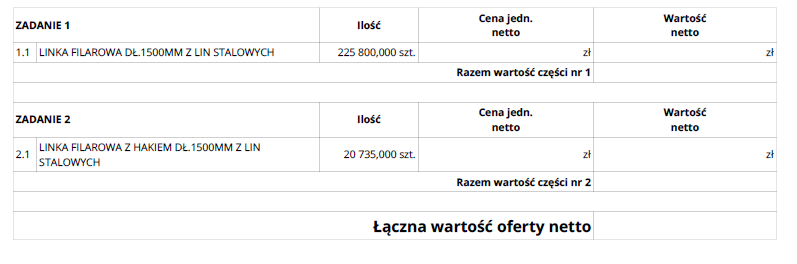 ZADANIE 1 Ilość Cena jedn. netto Wartość netto
1.1 LINKA FILAROWA DŁ.1500MM Z LIN STALOWYCH 225 800,000 szt. zł zł
Razem wartość części nr 1
ZADANIE 2 Ilość Cena jedn. netto Wartość netto
2.1 LINKA FILAROWA Z HAKIEM DŁ.1500MM Z LIN
STALOWYCH 20 735,000 szt. zł zł
Razem wartość części nr 2
Łączna wartość oferty netto